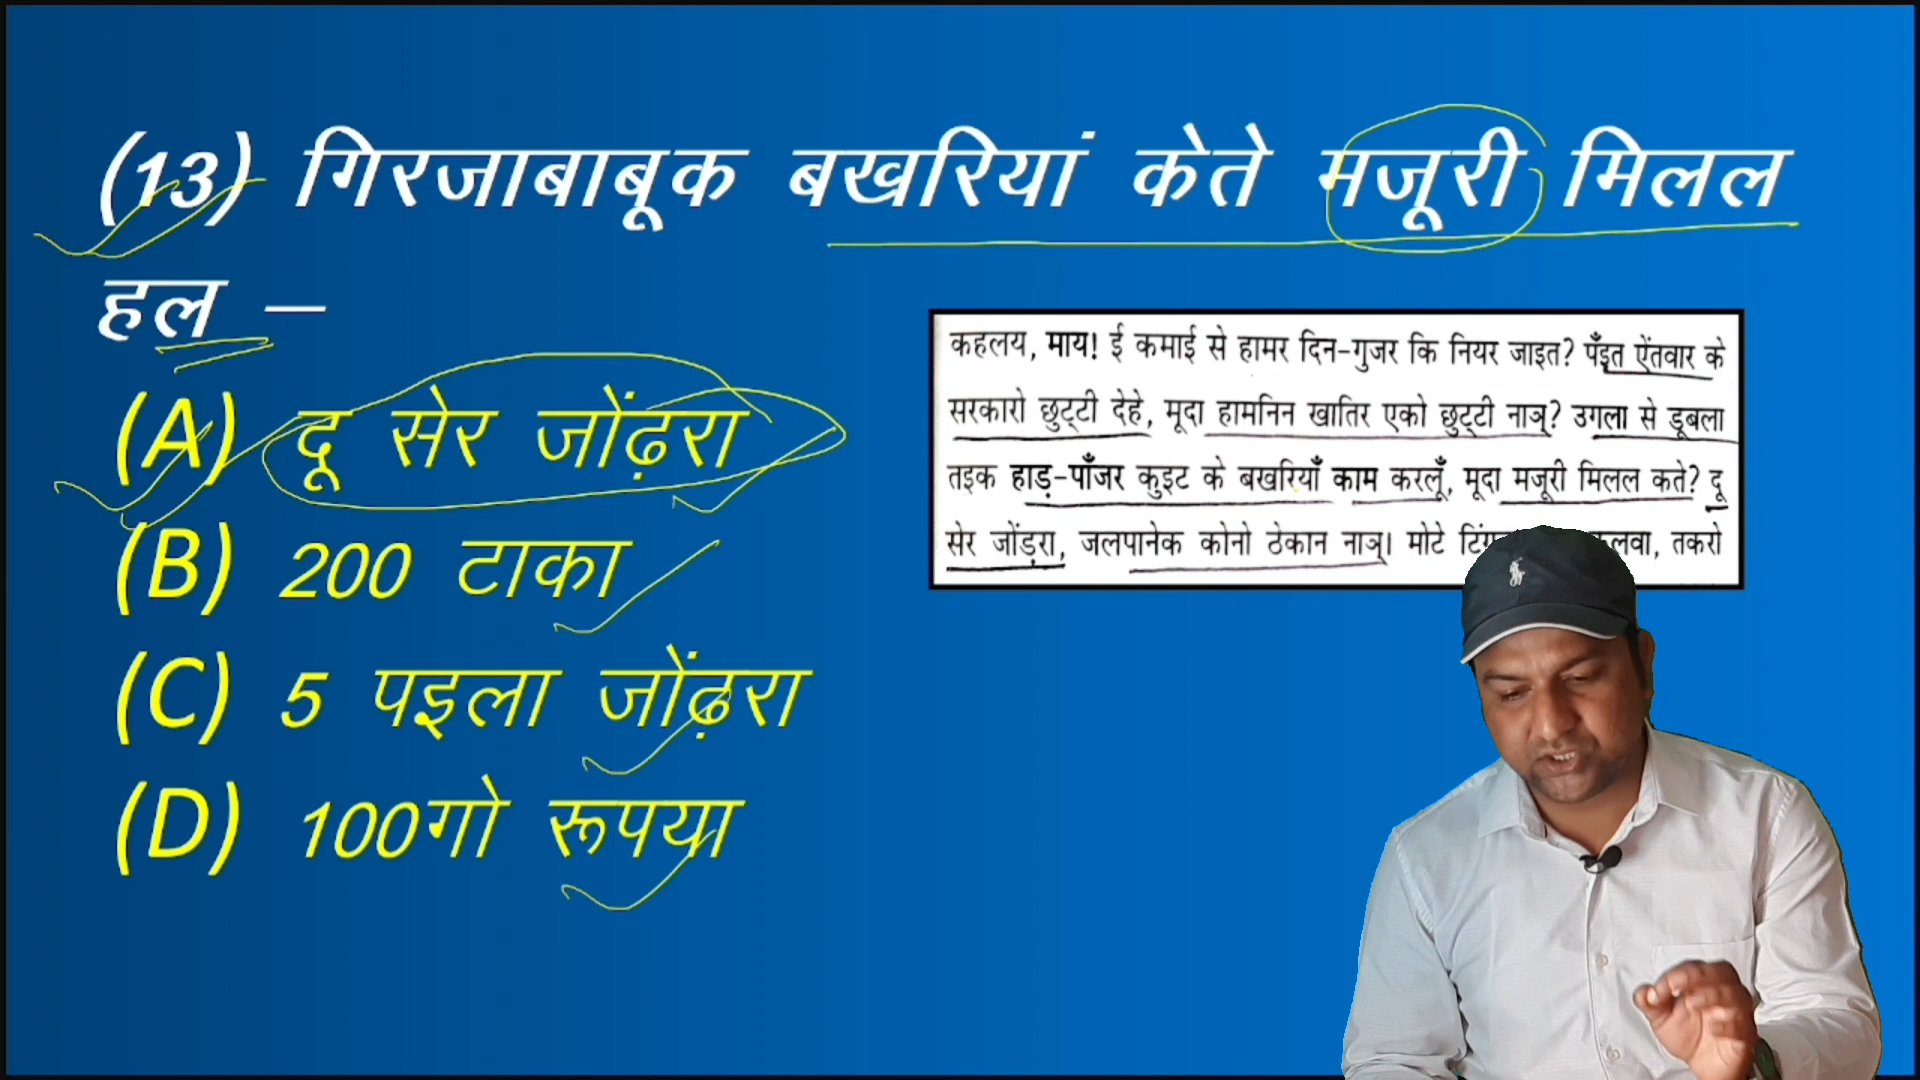 (13) गिरजाबाबूक बखरियां केते मजूरी मिलल
हल –
(A) दू सेर जोंढ़रा
(B) 200 टाका
(C) 5 पइला जोंढ़रा
(D) 100गो रूपया
कहलय, माय! ई कमाई से हामर दिन-गुजर कि नियर जाइत? पँइत ऐंतवार के
सरकारो छुट्टी देहे, मूदा हामनिन खातिर एको छुट्टी नाञ्? उगला से डूबला
तइक हाड़-पाँजर कुइट के बखरियाँ काम करलूँ, मूदा मजूरी मिलल कते? दू
सेर जोंड़रा, जलपानेक कोनो ठेकान नाञ्। मोटे तकरो